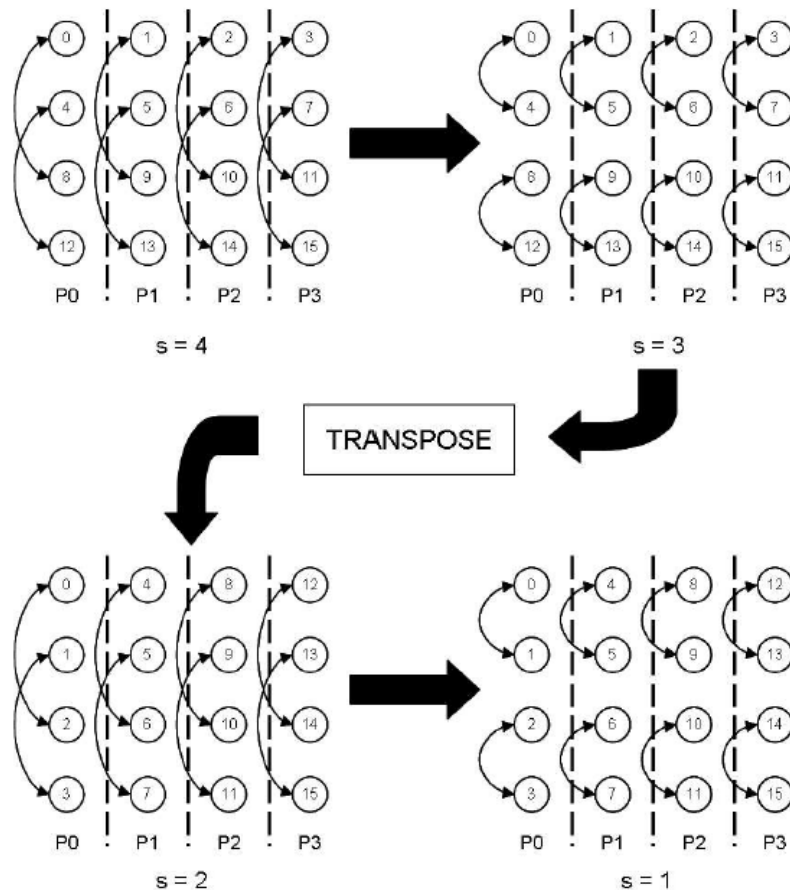 0 1 2 3 0 1 2 3
4 5 6 7 4 5 6 7
8 9 10 11 8 9 10 11
12 13 14 15 12 13 14 15
P0 P1 P2 P3 P0 P1 P2 P3
s = 4 s = 3
TRANSPOSE
0 4 8 12 0 4 8 12
1 5 9 13 1 5 9 13
2 6 10 14 2 6 10 14
3 7 11 15 3 7 11 15
P0 P1 P2 P3 P0 P1 P2 P3
s = 2 s = 1